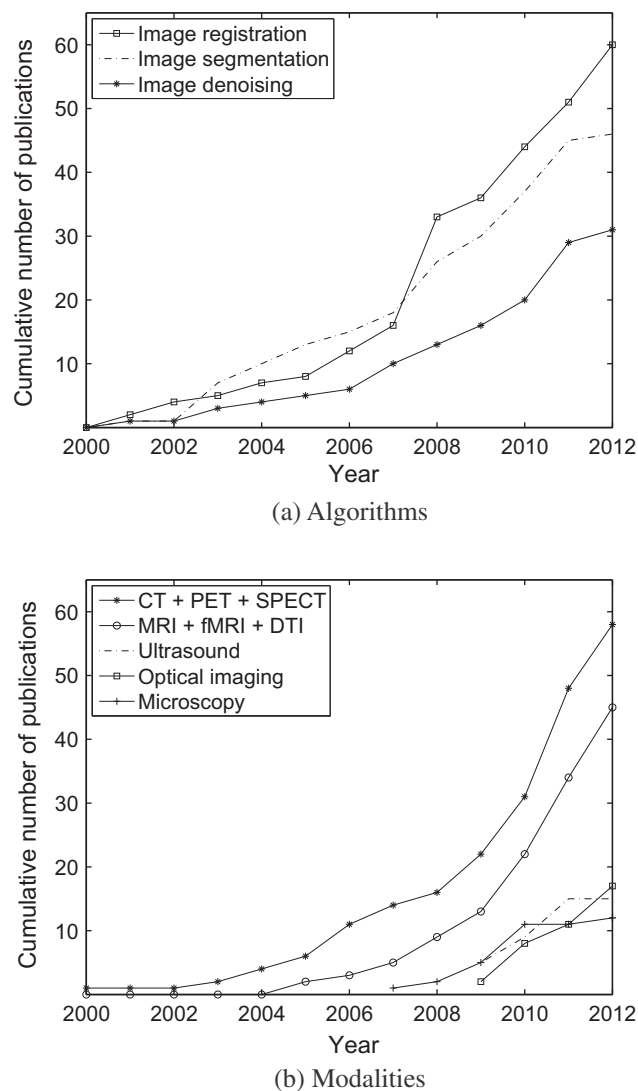 60
50
40
30
20
10
Cumulative number of publications
Image registration
Image segmentation
Image denoising
2000 2002 2004 2006 2008 2010 2012
Year
(a) Algorithms
60
50
40
30
20
10
Cumulative number of publications
CT + PET + SPECT
MRI + fMRI + DTI
Ultrasound
Optical imaging
Microscopy
2000 2002 2004 2006 2008 2010 2012
Year
(b) Modalities